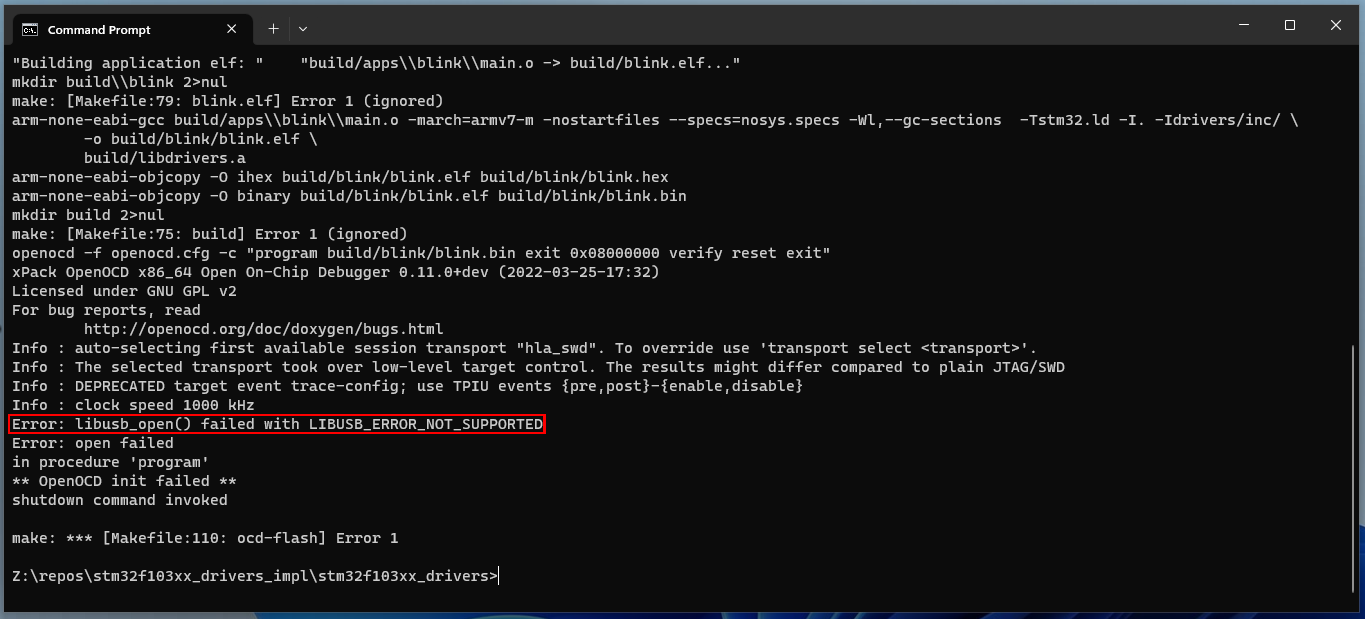 Command Prompt
"Building application elf: "    "build/apps\\blink\\main.o -> build/blink.elf..."
mkdir build\\blink 2>nul
make: [Makefile:79: blink.elf] Error 1 (ignored)
arm-none-eabi-gcc build/apps\\blink\\main.o -march=armv7-m -nostartfiles --specs=nosys.specs -Wl,--gc-sections  -Tstm32.ld -I. -Idrivers/inc/ \
        -o build/blink/blink.elf \
        build/libdrivers.a
arm-none-eabi-objcopy -O ihex build/blink/blink.elf build/blink/blink.hex
arm-none-eabi-objcopy -O binary build/blink/blink.elf build/blink/blink.bin
mkdir build 2>nul
make: [Makefile:75: build] Error 1 (ignored)
openocd -f openocd.cfg -c "program build/blink/blink.bin exit 0x08000000 verify reset exit"
xPack OpenOCD x86_64 Open On-Chip Debugger 0.11.0+dev (2022-03-25-17:32)
Licensed under GNU GPL v2
For bug reports, read
        http://openocd.org/doc/doxygen/bugs.html
Info : auto-selecting first available session transport "hla_swd". To override use 'transport select <transport>'.
Info : The selected transport took over low-level target control. The results might differ compared to plain JTAG/SWD
Info : DEPRECATED target event trace-config; use TPIU events {pre,post}-{enable,disable}
Info : clock speed 1000 kHz
Error: libusb_open() failed with LIBUSB_ERROR_NOT_SUPPORTED
Error: open failed
in procedure 'program'
** OpenOCD init failed **
shutdown command invoked
make: *** [Makefile:110: ocd-flash] Error 1
Z:\repos\stm32f103xx_drivers_impl\stm32f103xx_drivers>